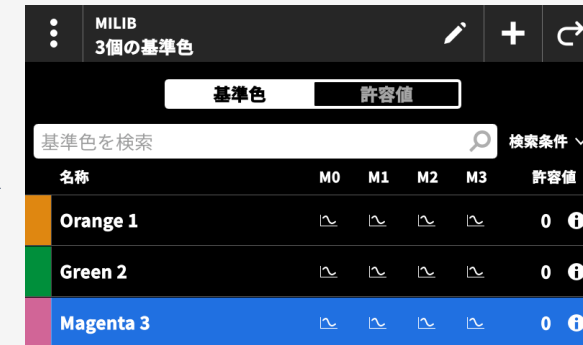 MILIB
3個の基準色
基準色 許容値
基準色を検索 検索条件
名称 M0 M1 M2 M3 許容値
Orange 1 0
Green 2 0
Magenta 3 0